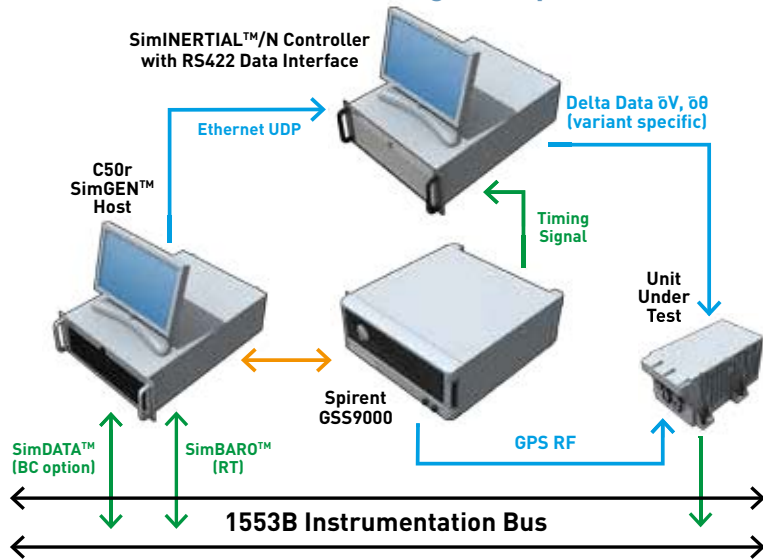 SimINERTIAL™/N Controller
with RS422 Data Interface
Delta Data δV, δθ
(variant specific)
Ethernet UDP
C50r
SimGEN™
Host
Timing
Signal
Unit
Under
Test
Spirent
GSS9000
SimDATA™
(BC option)
SimBARO™
(RT)
GPS RF
1553B Instrumentation Bus